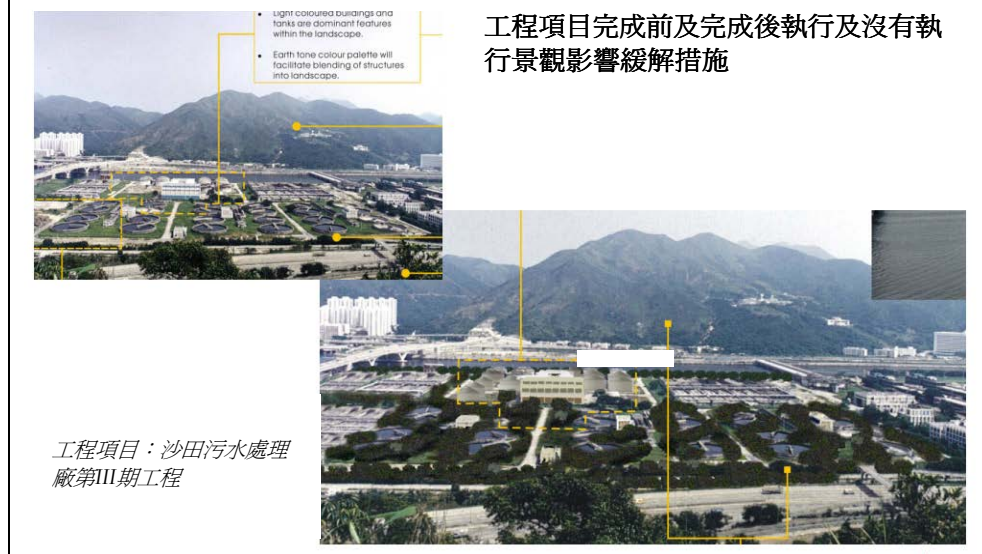 Light coloured buildings and
tanks are dominant features
within the landscape.
Earth tone colour palette will
facilitate blending of structures
into landscape.
工程項目完成前及完成後執行及沒有執
行景觀影響緩解措施
工程項目：沙田污水處理
廠第III期工程